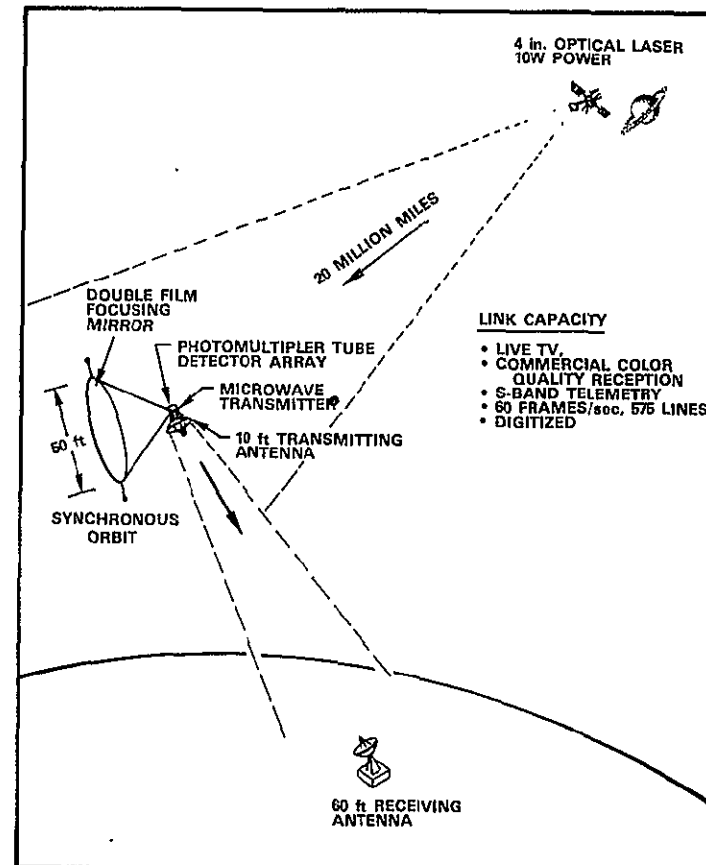 4 in. OPTICAL LASER
10W POWER
20 MILLION MILES
DOUBLE FILM
FOCUSING
MIRROR
PHOTOMULTIPLER TUBE
DETECTOR ARRAY
MICROWAVE
TRANSMITTER
10 ft TRANSMITTING
ANTENNA
60 ft
SYNCHRONOUS
ORBIT
LINK CAPACITY
• LIVE TV,
• COMMERCIAL COLOR
QUALITY RECEPTION
• S-BAND TELEMETRY
• 60 FRAMES/sec, 575 LINES
• DIGITIZED
60 ft RECEIVING
ANTENNA